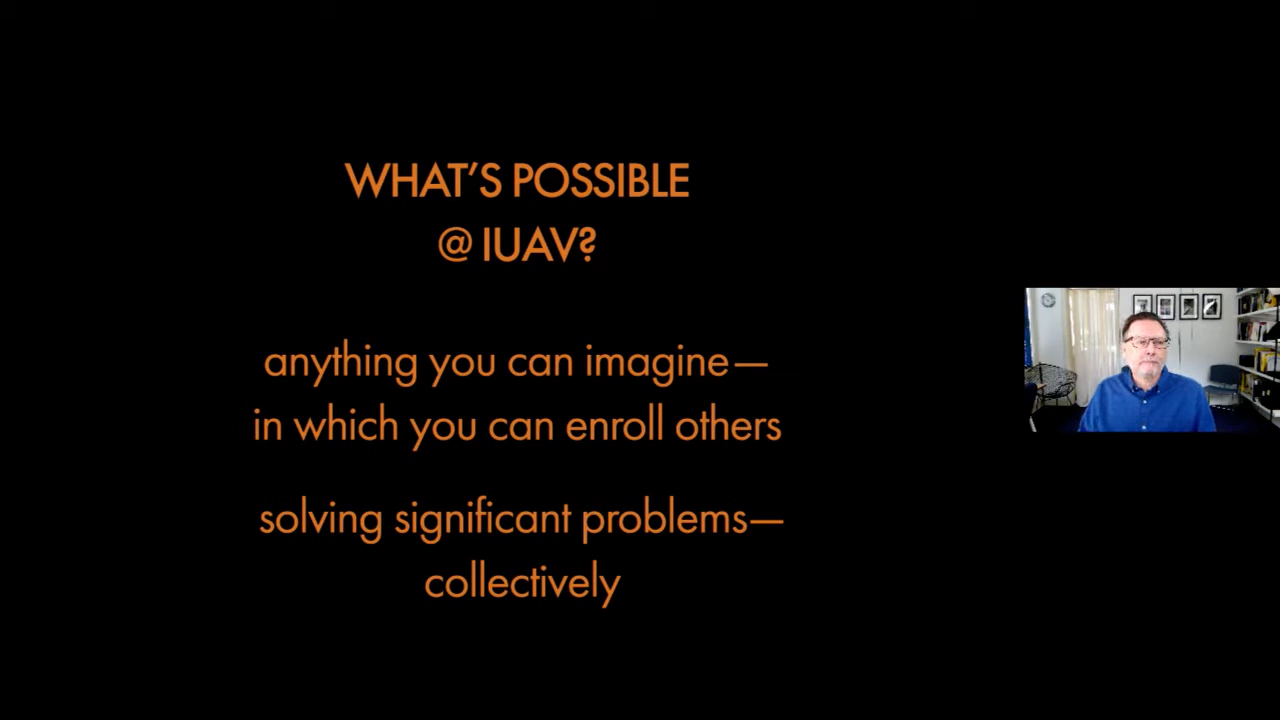 WHAT’S POSSIBLE
@ IUAV?
anything you can imagine—
in which you can enroll others
solving significant problems—
collectively